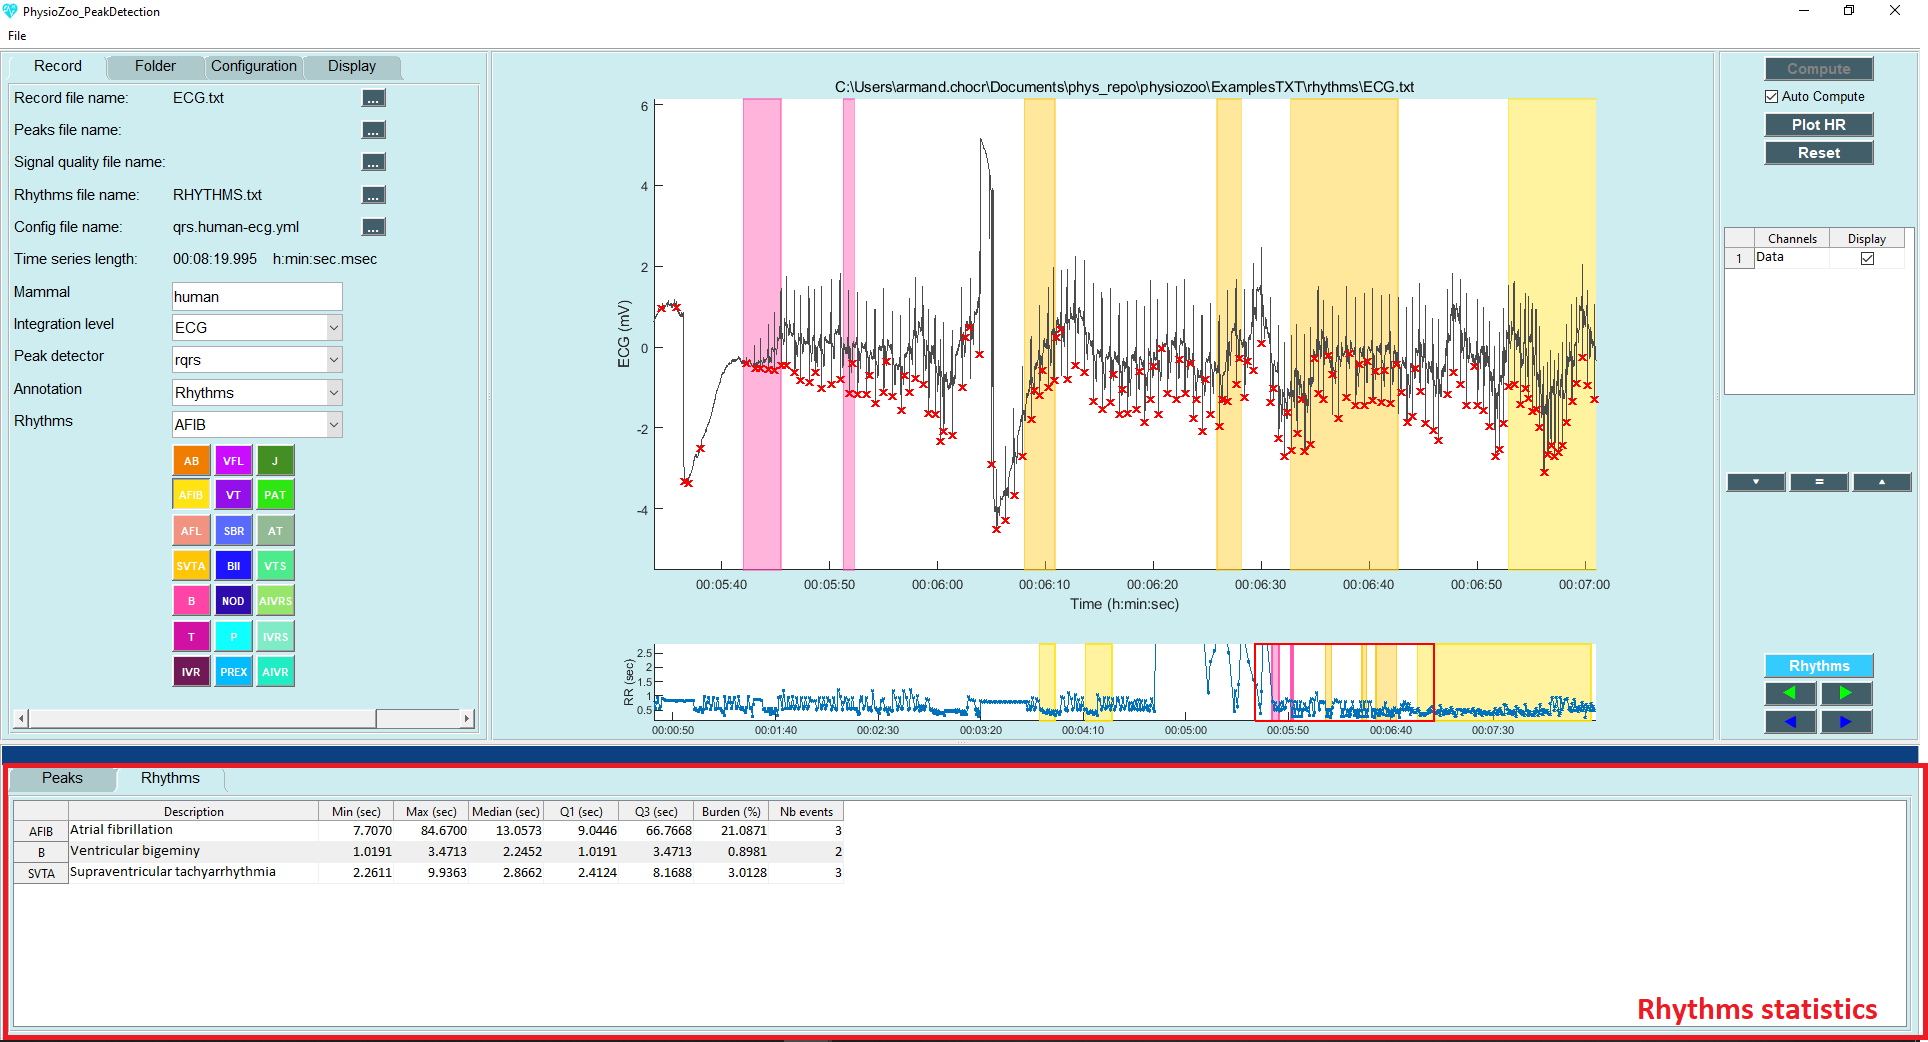 PhysioZoo_PeakDetection
File
Record Folder Configuration Display
Record file name: ECG.txt ...
Peaks file name: ...
Signal quality file name: ...
Rhythms file name: RHYTHMS.txt ...
Config file name: qrs.human-ecg.yml ...
Time series length: 00:08:19.995 h:min:sec.msec
Mammal human
Integration level ECG
Peak detector rqrs
Annotation Rhythms
Rhythms AFIB
AB VFL J
AFIB VT PAT
AFL SBR AT
SVTA BII VTS
B NOD AIVRS
T P IVRS
IVR PREX AIVR
C:\Users\armand.chocr\Documents\phys_repo\physiozoo\ExamplesTXT\rhythms\ECG.txt
6
4
2
0
-2
-4
ECG (mV)
00:05:40 00:05:50 00:06:00 00:06:10 00:06:20 00:06:30 00:06:40 00:06:50 00:07:00
Time (h:min:sec)
2.5
2
1.5
1
0.5
RR (sec)
00:00:50 00:01:40 00:02:30 00:03:20 00:04:10 00:05:00 00:05:50 00:06:40 00:07:30
Compute
Auto Compute
Plot HR
Reset
Channels Display
1 Data
=
Rhythms
Peaks Rhythms
Description Min (sec) Max (sec) Median (sec) Q1 (sec) Q3 (sec) Burden (%) Nb events
AFIB Atrial fibrillation 7.7070 84.6700 13.0573 9.0446 66.7668 21.0871 3
B Ventricular bigeminy 1.0191 3.4713 2.2452 1.0191 3.4713 0.8981 2
SVTA Supraventricular tachyarrhythmia 2.2611 9.9363 2.8662 2.4124 8.1688 3.0128 3
Rhythms statistics